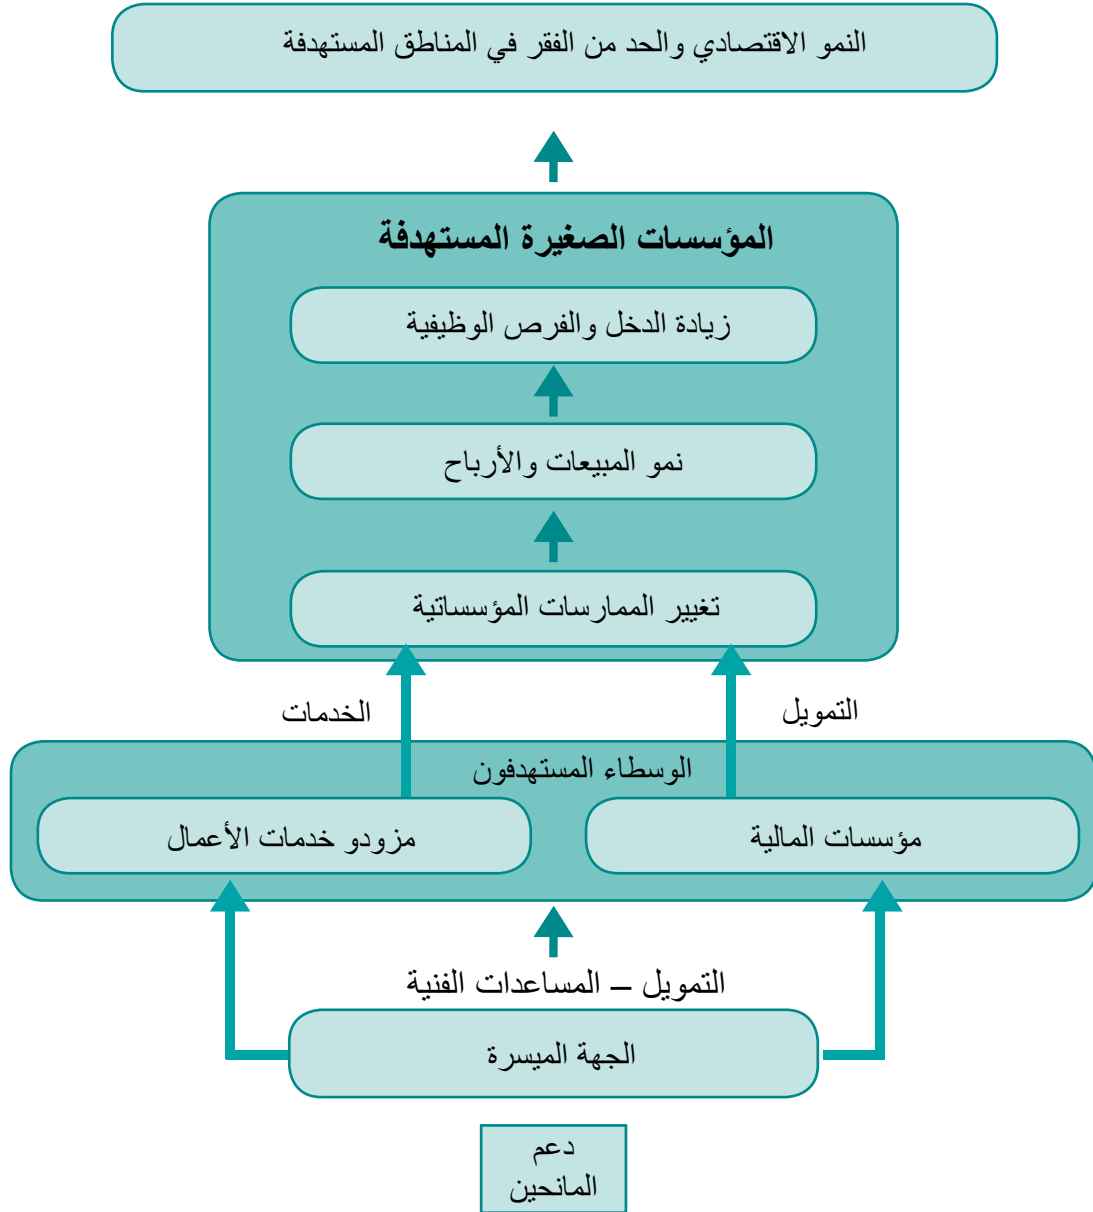 النمو الاقتصادي والحد من الفقر في المناطق المستهدفة
المؤسسات الصغيرة المستهدفة
زيادة الدخل والفرص الوظيفية
نمو المبيعات والأرباح
تغيير الممارسات المؤسساتية
التمويل
الخدمات
الوسطاء المستهدفون
مؤسسات المالية
مزودو خدمات الأعمال
التمويل – المساعدات الفنية
الجهة الميسرة
دعم
المانحين